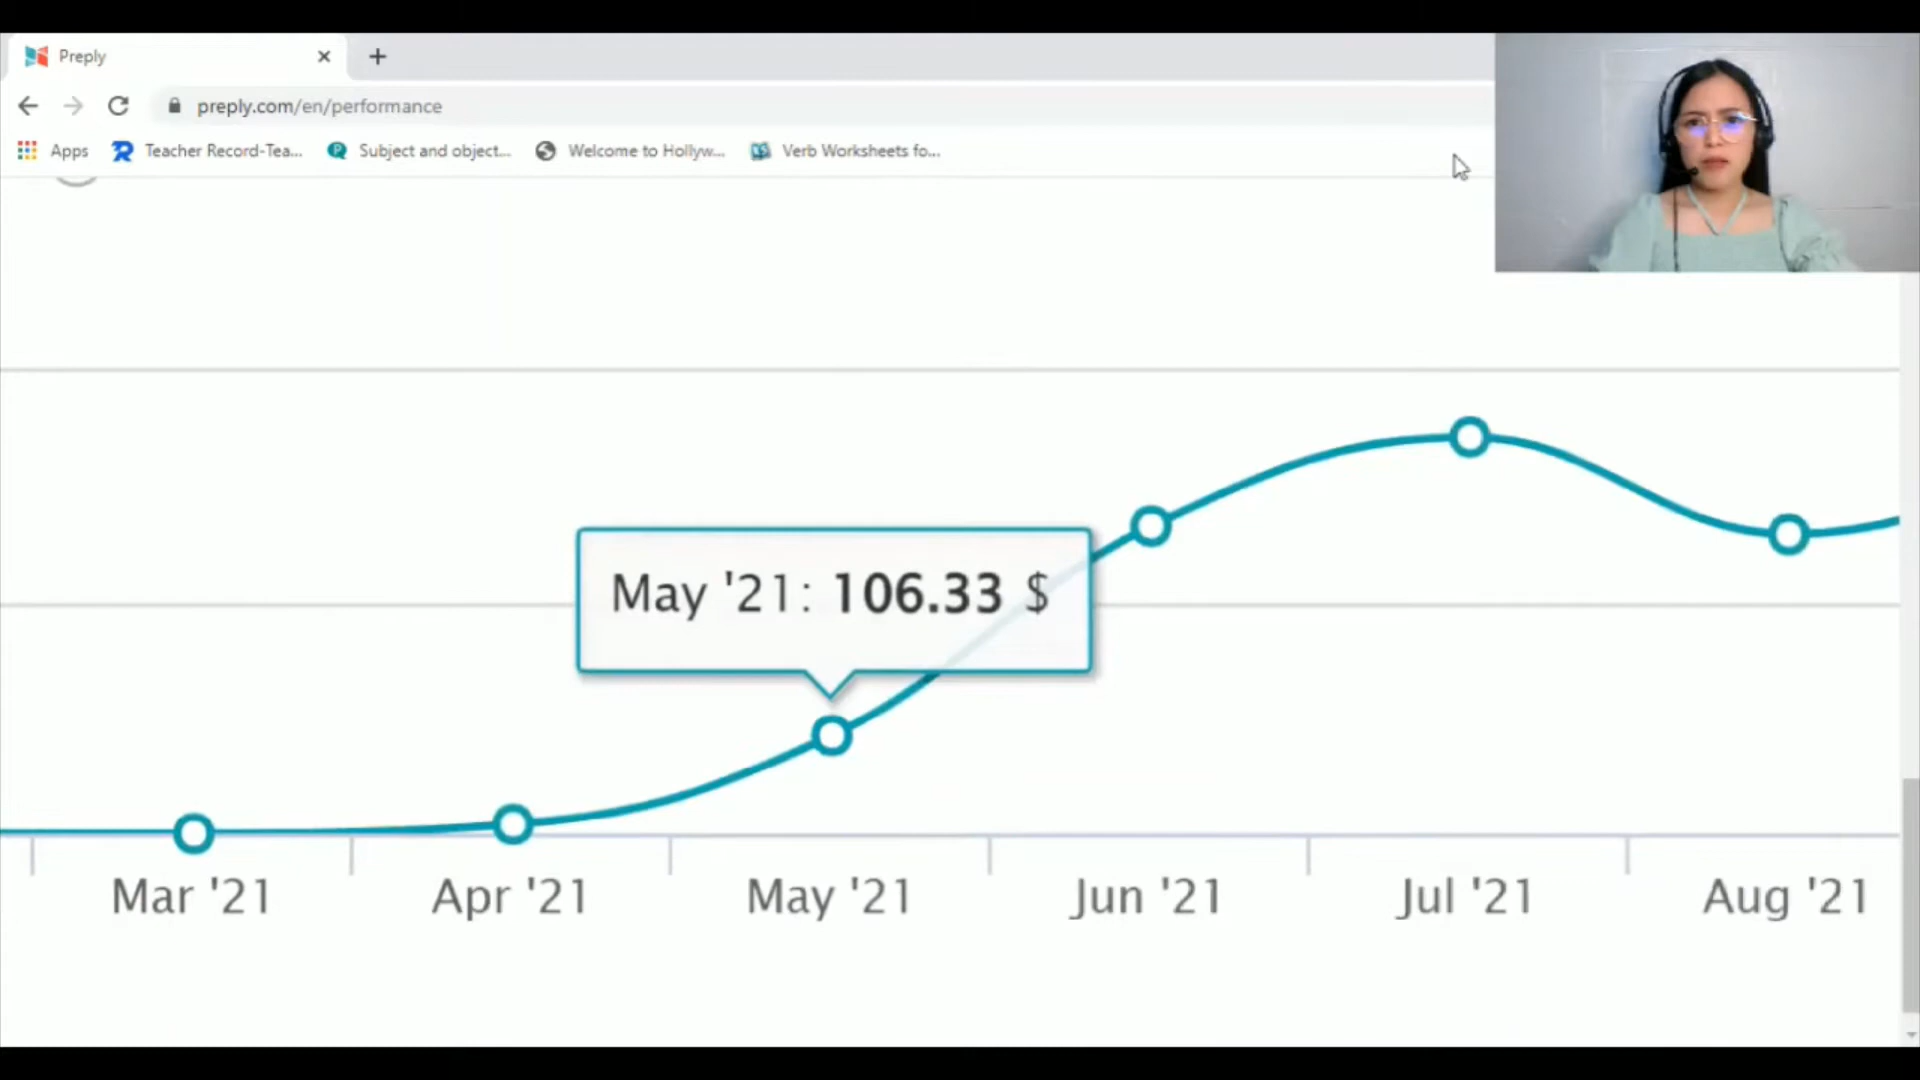 Preply
preply.com/en/performance
Apps Teacher Record-Tea... Subject and object... Welcome to Hollyw... Verb Worksheets fo...
May '21: 106.33 $
Mar '21 Apr '21 May '21 Jun '21 Jul '21 Aug '21